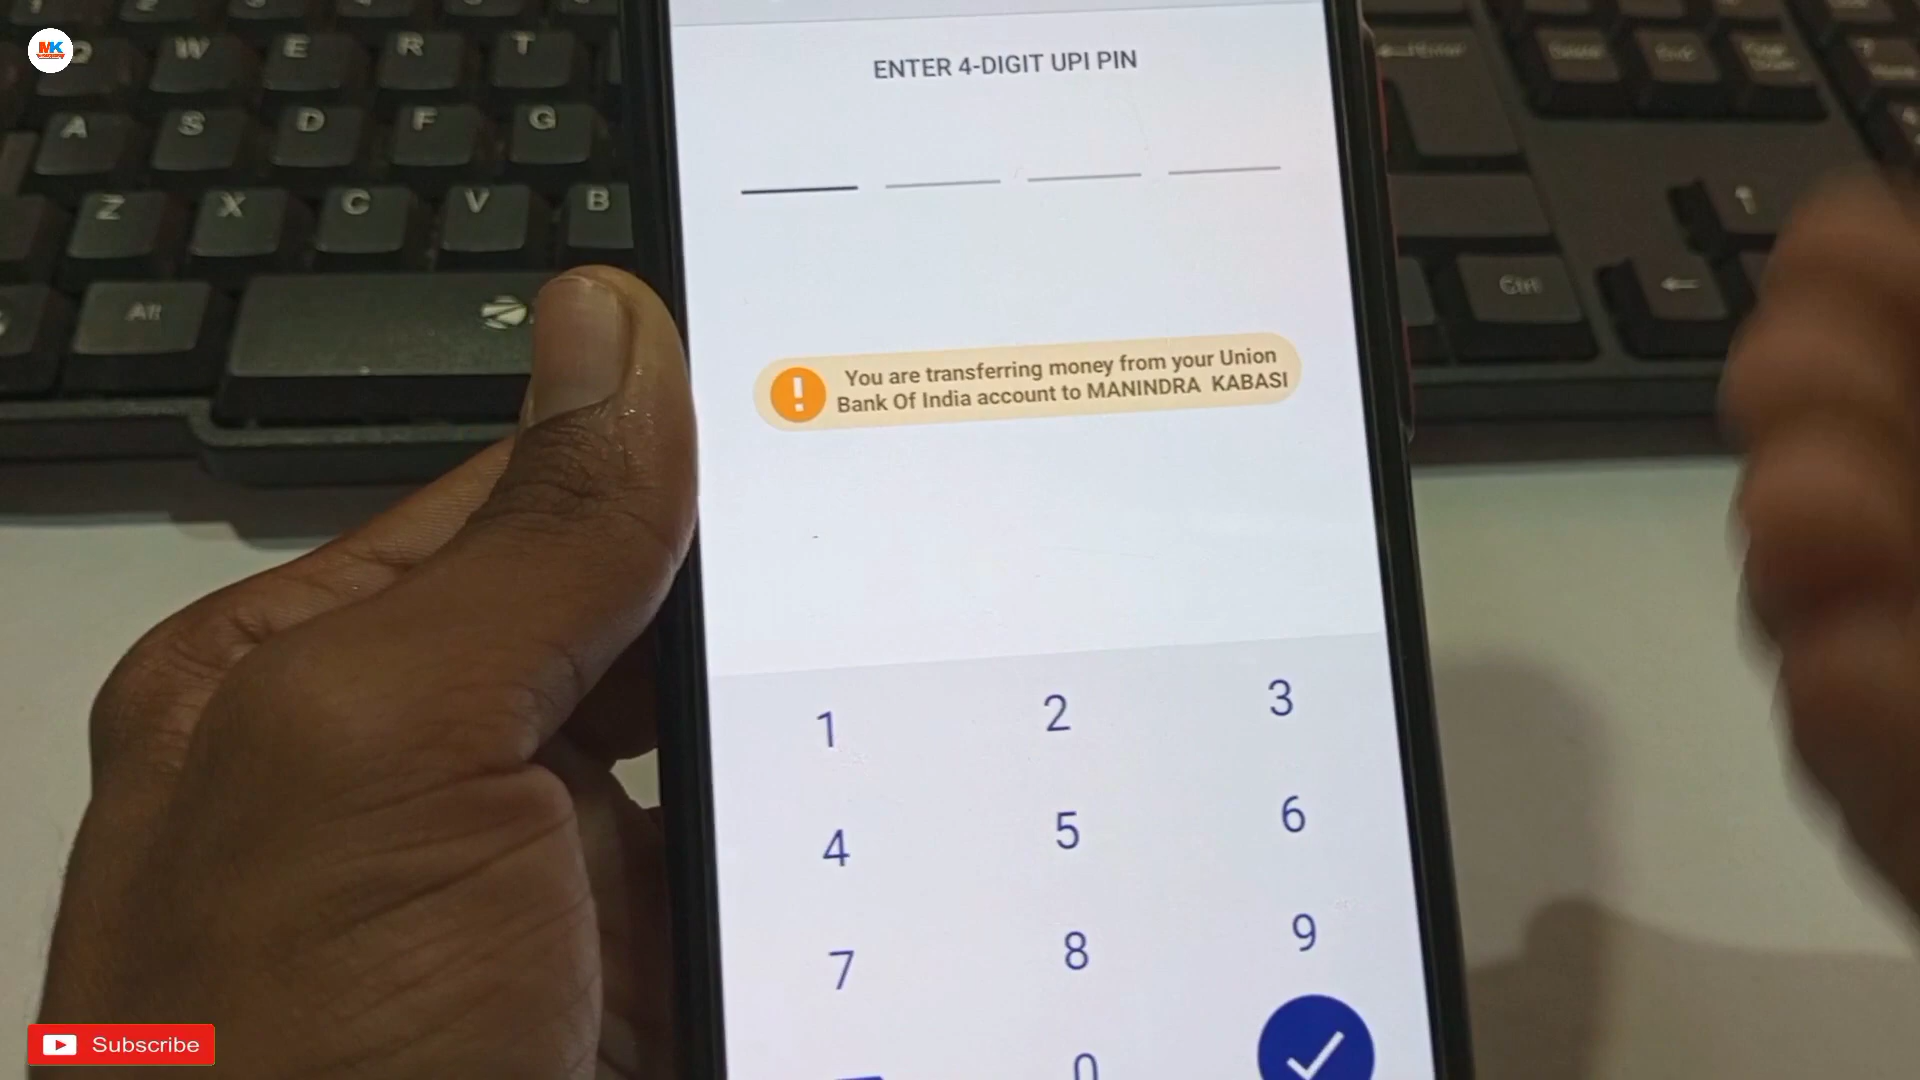 MK
W E R T
A S D F G
Z X C V B
Alt
Ctrl
ENTER 4-DIGIT UPI PIN
You are transferring money from your Union
Bank Of India account to MANINDRA KABASI
1 2 3
4 5 6
7 8 9
0
Subscribe